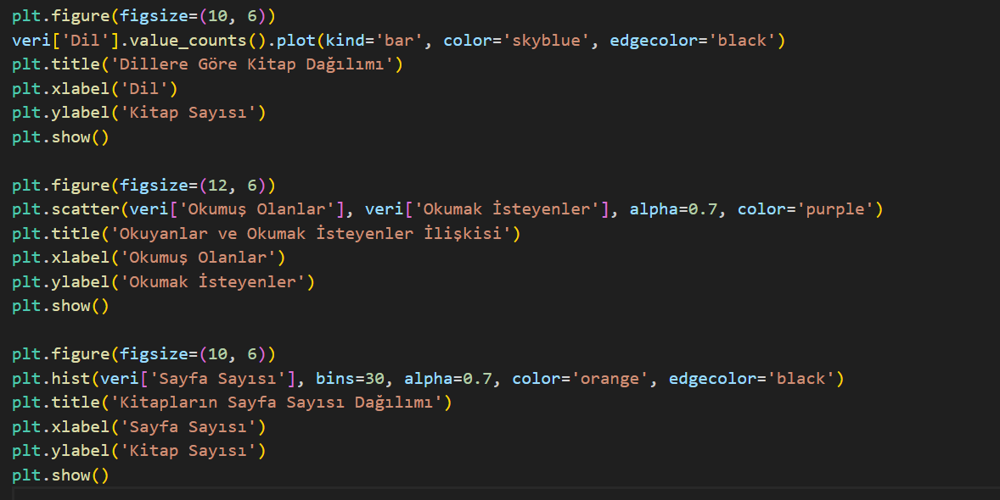 plt.figure(figsize=(10, 6))
veri['Dil'].value_counts().plot(kind='bar', color='skyblue', edgecolor='black')
plt.title('Dillere Göre Kitap Dağılımı')
plt.xlabel('Dil')
plt.ylabel('Kitap Sayısı')
plt.show()

plt.figure(figsize=(12, 6))
plt.scatter(veri['Okumuş Olanlar'], veri['Okumak İsteyenler'], alpha=0.7, color='purple')
plt.title('Okuyanlar ve Okumak İsteyenler İlişkisi')
plt.xlabel('Okumuş Olanlar')
plt.ylabel('Okumak İsteyenler')
plt.show()

plt.figure(figsize=(10, 6))
plt.hist(veri['Sayfa Sayısı'], bins=30, alpha=0.7, color='orange', edgecolor='black')
plt.title('Kitapların Sayfa Sayısı Dağılımı')
plt.xlabel('Sayfa Sayısı')
plt.ylabel('Kitap Sayısı')
plt.show()